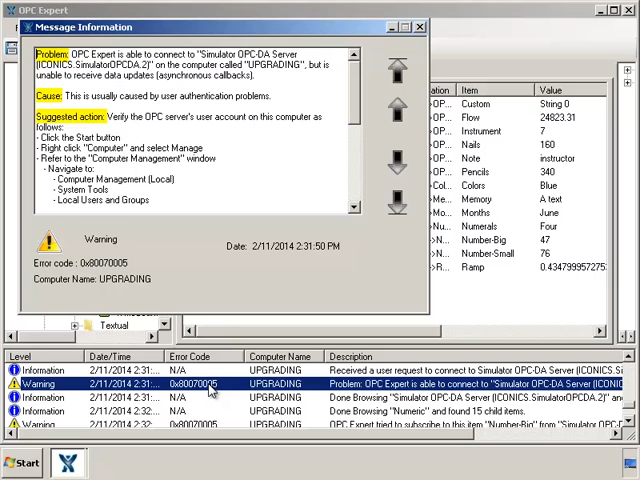 OPC Expert
Message Information
Problem: OPC Expert is able to connect to "Simulator OPC-DA Server
(ICONICS.SimulatorOPCDA.2)" on the computer called "UPGRADING", but is
unable to receive data updates (asynchronous callbacks).
Cause: This is usually caused by user authentication problems.
Suggested action: Verify the OPC server's user account on this computer as
follows:
- Click the Start button
- Right click "Computer" and select Manage
- Refer to the "Computer Management" window
- Navigate to:
- Computer Management (Local)
- System Tools
- Local Users and Groups
Warning
Date: 2/11/2014 2:31:50 PM
Error code : 0x80070005
Computer Name: UPGRADING
ation Item Value
>OP... Custom String 0
>OP... Flow 24823.31
>OP... Instrument 7
>OP... Nails 160
>OP... Note instructor
>OP... Pencils 340
>OP... Colors Blue
>E... Memory A text
>OP... Months June
>OP... Numerals Four
>N... Number-Big 47
>N... Number-Small 76
>R... Ramp 0.434799957275
Textual
Level Date/Time Error Code Computer Name Description
Information 2/11/2014 2:31:... N/A UPGRADING Received a user request to connect to Simulator OPC-DA Server (ICONICS.Sim
Warning 2/11/2014 2:31:... 0x80070005 UPGRADING Problem: OPC Expert is able to connect to "Simulator OPC-DA Server (ICONIC
Information 2/11/2014 2:31:... N/A UPGRADING Done Browsing "Simulator OPC-DA Server (ICONICS.SimulatorOPCDA.2)" and
Information 2/11/2014 2:32:... N/A UPGRADING Done Browsing "Numeric" and found 15 child items.
Warning 2/11/2014 2:32:... 0x80070005 UPGRADING OPC Expert tried to subscribe to this item "Number-Big" from "Simulator OPC-
Start